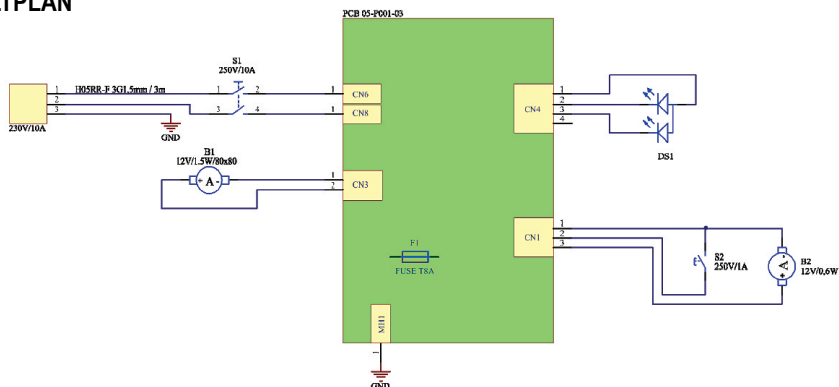 PCB 05-P001-03
S1
250V/10A
1 H05RR-F 3G1,5mm / 3m 1 2 1 CN6
2
3 3 4 1 CN8
230V/10A
GND
B1
12V/1.5W/80x80
A
1 CN3
2
1
2
3
4
CN4
DS1
F1
FUSE T8A
1
2
3
CN1
S2
250V/1A
A
B2
12V/0,6W
MH1
1
GND